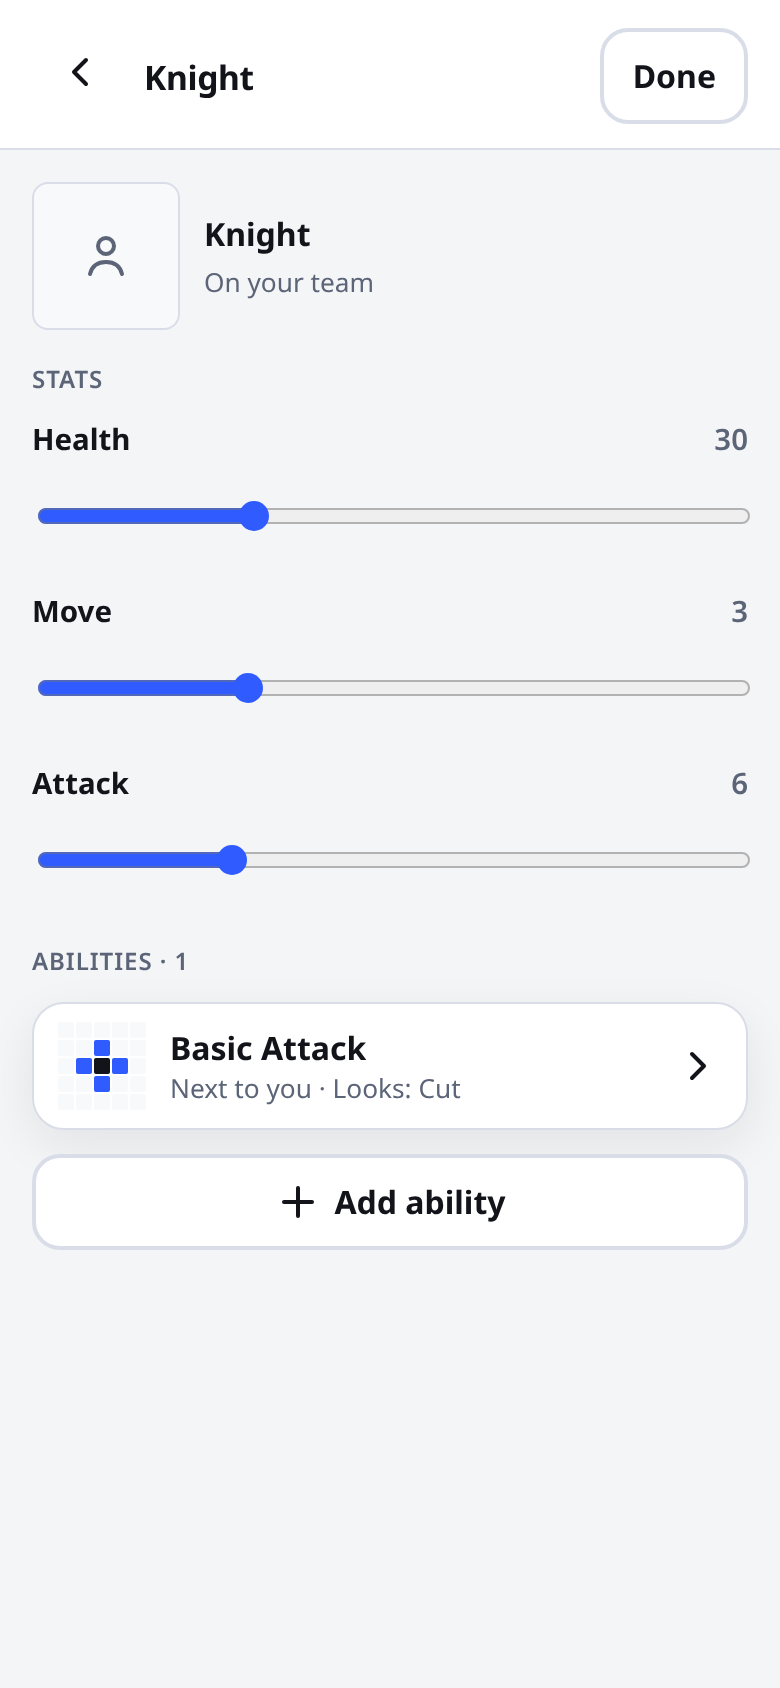 Knight
Done
Knight
On your team
STATS
Health 30
Move 3
Attack 6
ABILITIES · 1
Basic Attack
Next to you · Looks: Cut
Add ability